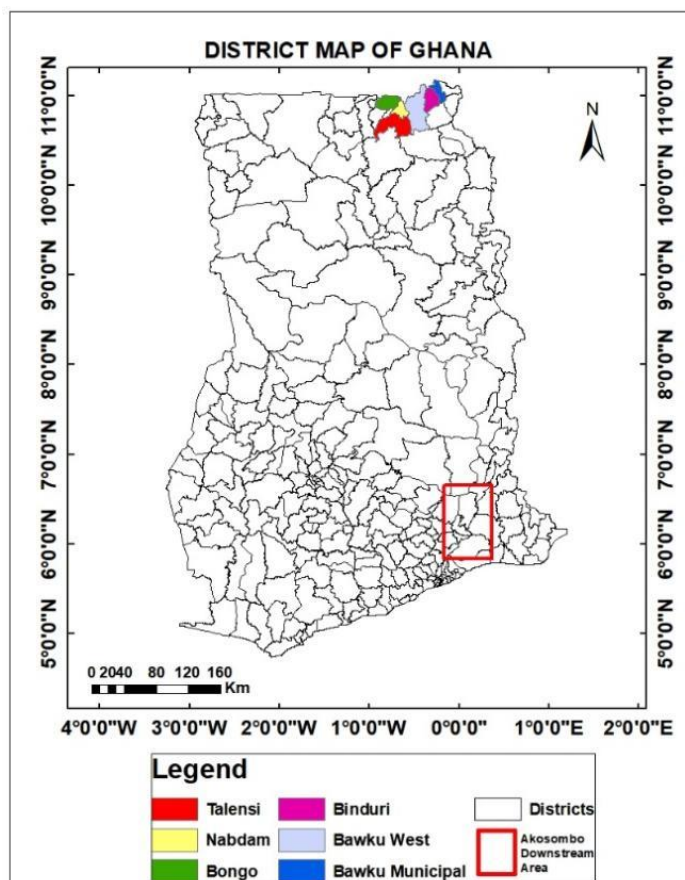 DISTRICT MAP OF GHANA
11°0'0"N
10°0'0"N
9°0'0"N
8°0'0"N
7°0'0"N
6°0'0"N
5°0'0"N
N
11°0'0"N
10°0'0"N
9°0'0"N
8°0'0"N
7°0'0"N
6°0'0"N
5°0'0"N
0 2040 80 120 160
Km
4°0'0"W 3°0'0"W 2°0'0"W 1°0'0"W 0°0'0" 1°0'0"E 2°0'0"E
Legend
Talensi
Nabdam
Bongo
Binduri
Bawku West
Bawku Municipal
Districts
Akosombo
Downstream
Area